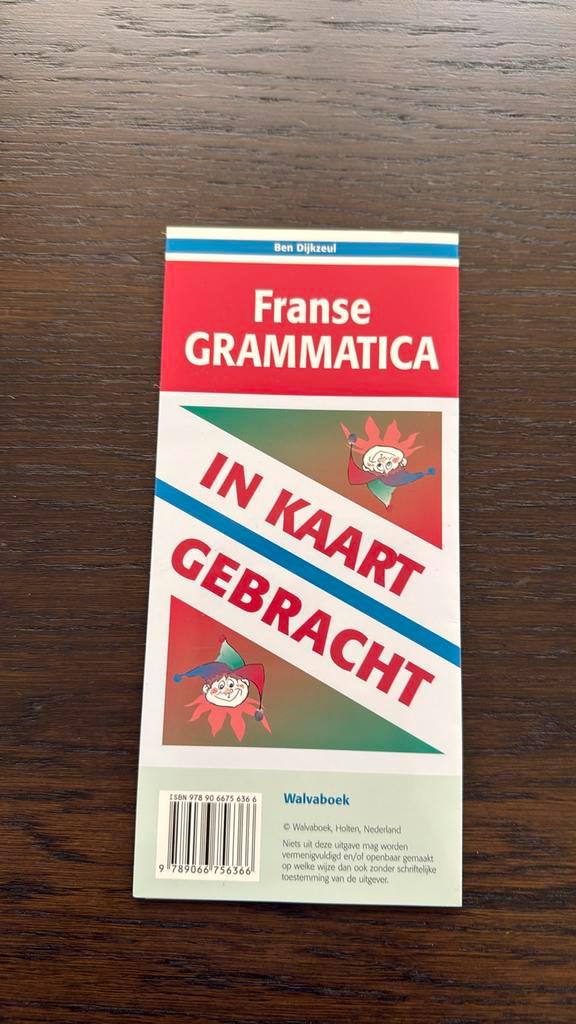 Ben Dijkzeul
Franse
GRAMMATICA
IN KAART
GEBRACHT
ISBN 978 90 6675 636 6
9 789066 756366
Walvaboek
© Walvaboek, Holten, Nederland
Niets uit deze uitgave mag worden
vermenigvuldigd en/of openbaar gemaakt
op welke wijze dan ook zonder schriftelijke
toestemming van de uitgever.